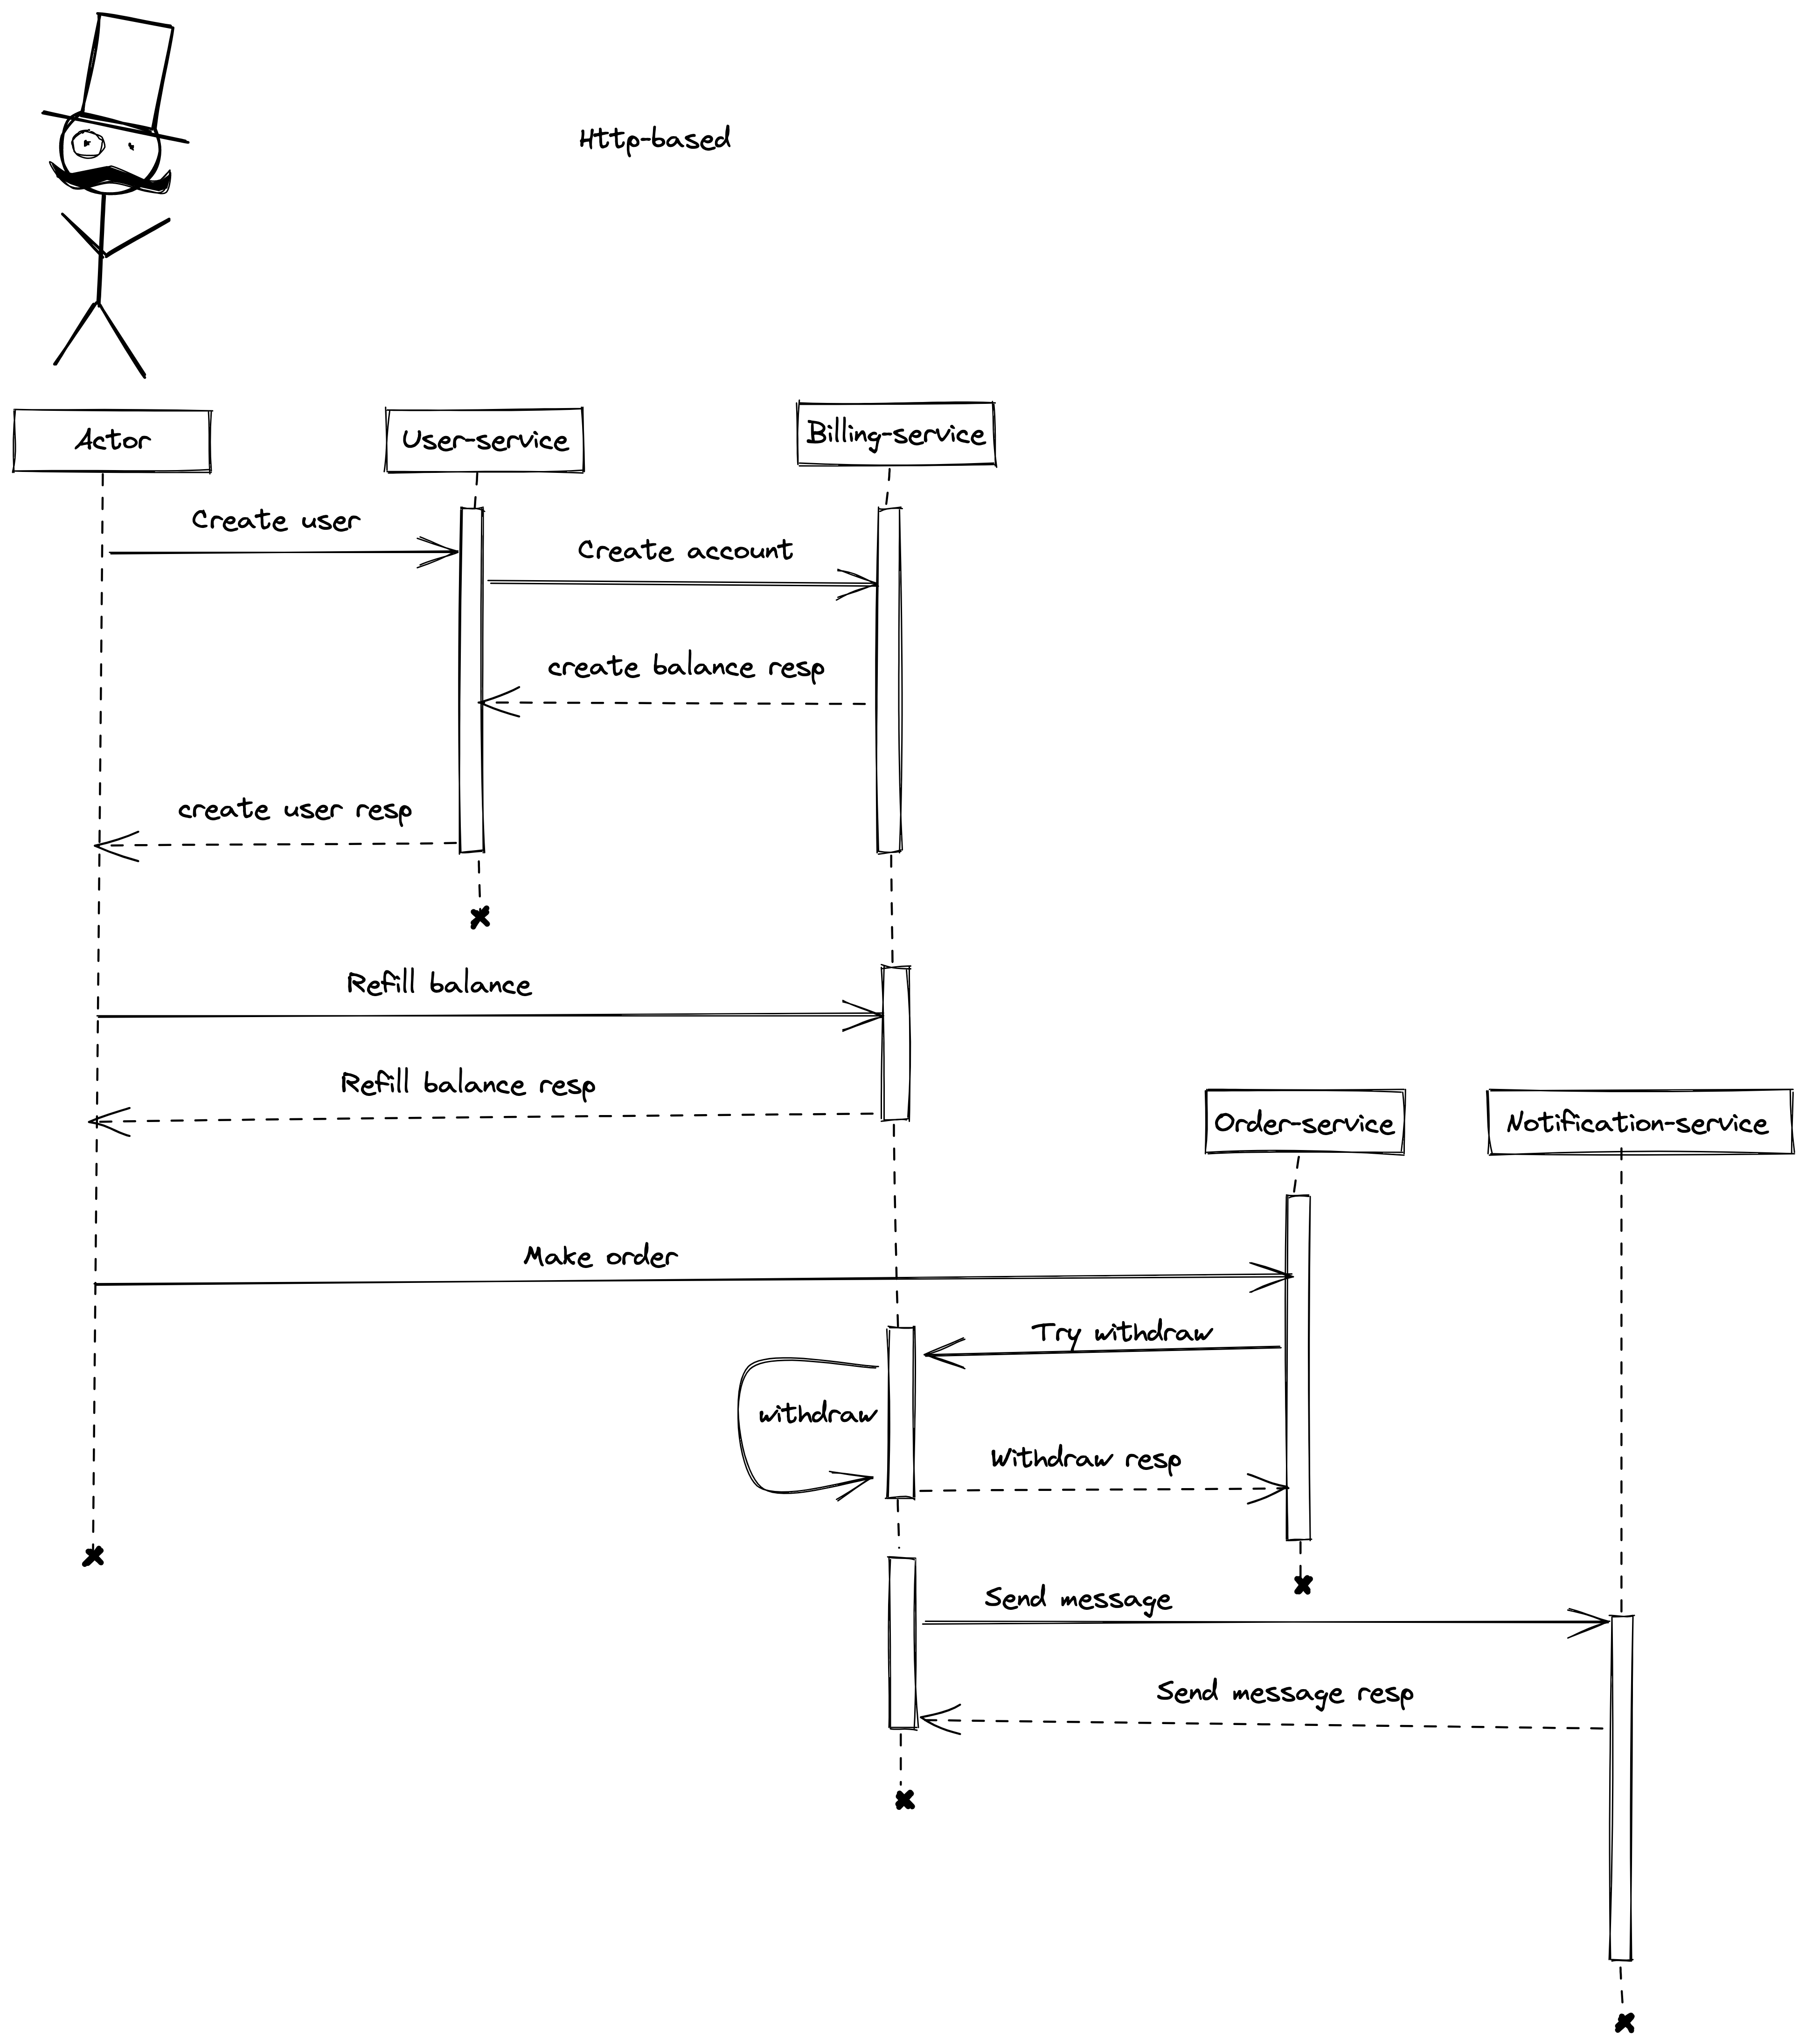 Http-based
Actor
User-service
Billing-service
Create user
Create account
create balance resp
create user resp
Refill balance
Refill balance resp
Order-service
Notification-service
Make order
Try withdraw
withdraw
Withdraw resp
Send message
Send message resp